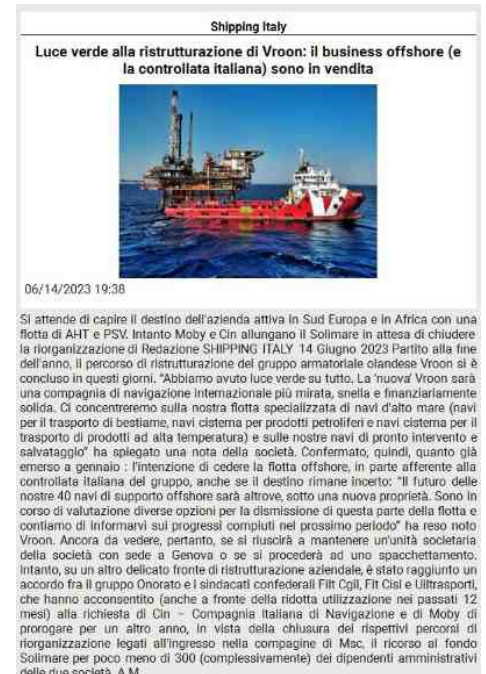 Shipping Italy
Luce verde alla ristrutturazione di Vroon: il business offshore (e
la controllata italiana) sono in vendita
06/14/2023 19:38
Si attende di capire il destino dell'azienda attiva in Sud Europa e in Africa con una
flotta di AHT e PSV. Intanto Moby e Cin allungano il Solimare in attesa di chiudere
la riorganizzazione di Redazione SHIPPING ITALY 14 Giugno 2023 Partito alla fine
dell'anno, il percorso di ristrutturazione del gruppo armatoriale olandese Vroon si è
concluso in questi giorni. "Abbiamo avuto luce verde su tutto. La 'nuova' Vroon sarà
una compagnia di navigazione internazionale più mirata, snella e finanziariamente
solida. Ci concentreremo sulla nostra flotta specializzata di navi d'alto mare (navi
per il trasporto di bestiame, navi cisterna per prodotti petroliferi e navi cisterna per il
trasporto di prodotti ad alta temperatura) e sulle nostre navi di pronto intervento e
salvataggio" ha spiegato una nota della società. Confermato, quindi, quanto già
emerso a gennaio : l'intenzione di cedere la flotta offshore, in parte afferente alla
controllata italiana del gruppo, anche se il destino rimane incerto: "Il futuro delle
nostre 40 navi di supporto offshore sarà altrove, sotto una nuova proprietà. Sono in
corso di valutazione diverse opzioni per la dismissione di questa parte della flotta e
contiamo di informarvi sui progressi compiuti nel prossimo periodo" ha reso noto
Vroon. Ancora da vedere, pertanto, se si riuscirà a mantenere un'unità societaria
della società con sede a Genova o se si procederà ad uno spacchettamento.
Intanto, su un altro delicato fronte di ristrutturazione aziendale, è stato raggiunto un
accordo fra il gruppo Onorato e i sindacati confederali Filt Cgil, Fit Cisl e Uiltrasporti,
che hanno acconsentito (anche a fronte della ridotta utilizzazione nei passati 12
mesi) alla richiesta di Cin – Compagnia Italiana di Navigazione e di Moby di
prorogare per un altro anno, in vista della chiusura dei rispettivi percorsi di
riorganizzazione legati all'ingresso nella compagine di Msc, il ricorso al fondo
Solimare per poco meno di 300 (complessivamente) dei dipendenti amministrativi
delle due società. A.M.